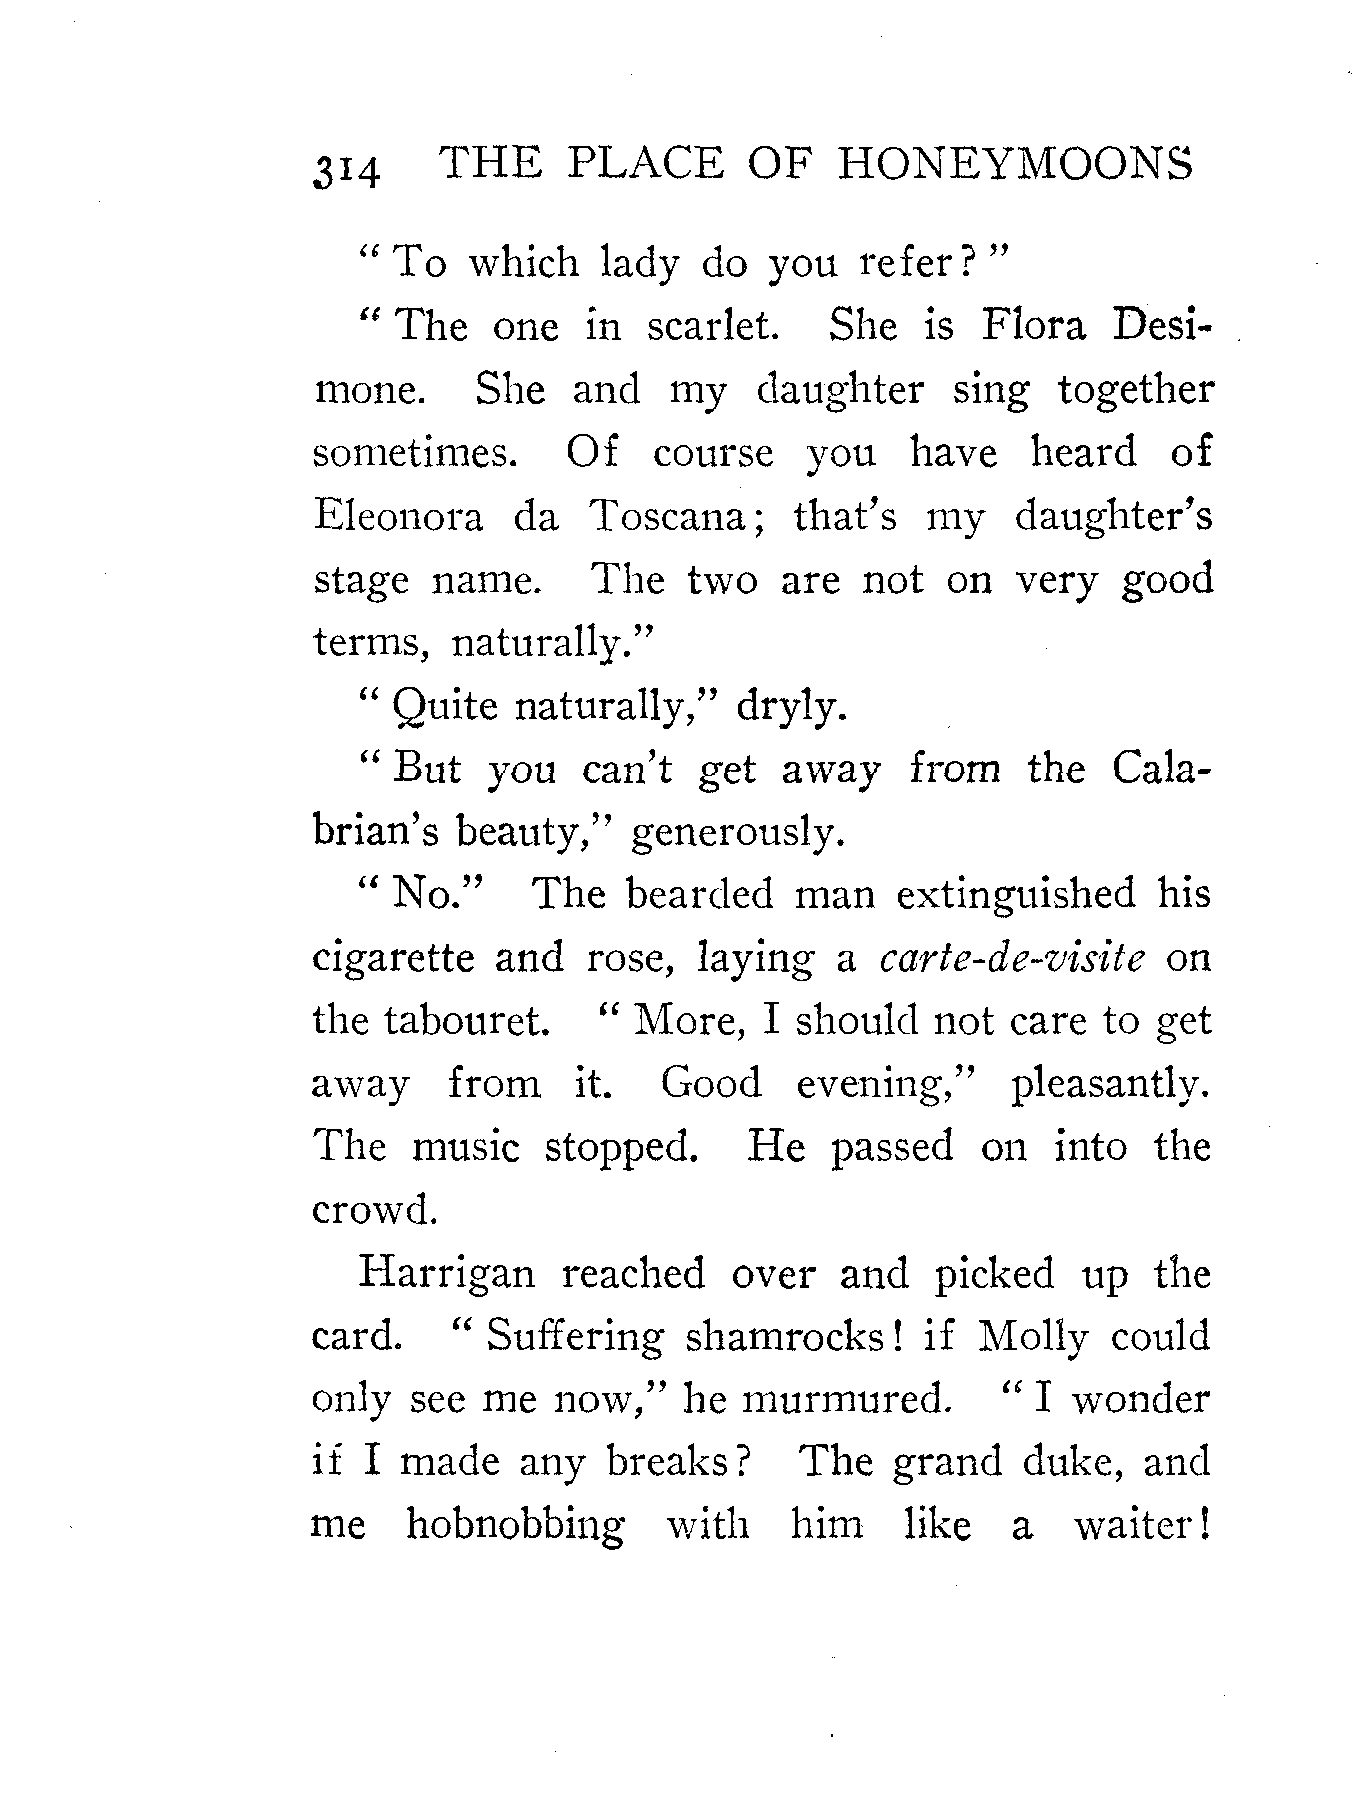 314 THE PLACE OF HONEYMOONS
" To which lady do you refer? "
" The one in scarlet. She is Flora Desi-
mone. She and my daughter sing together
sometimes. Of course you have heard of
Eleonora da Toscana; that's my daughter's
stage name. The two are not on very good
terms, naturally."
" Quite naturally," dryly.
" But you can't get away from the Cala-
brian's beauty," generously.
" No." The bearded man extinguished his
cigarette and rose, laying a carte-de-visite on
the tabouret. " More, I should not care to get
away from it. Good evening," pleasantly.
The music stopped. He passed on into the
crowd.
Harrigan reached over and picked up the
card. " Suffering shamrocks! if Molly could
only see me now," he murmured. " I wonder
if I made any breaks? The grand duke, and
me hobnobbing with him like a waiter!